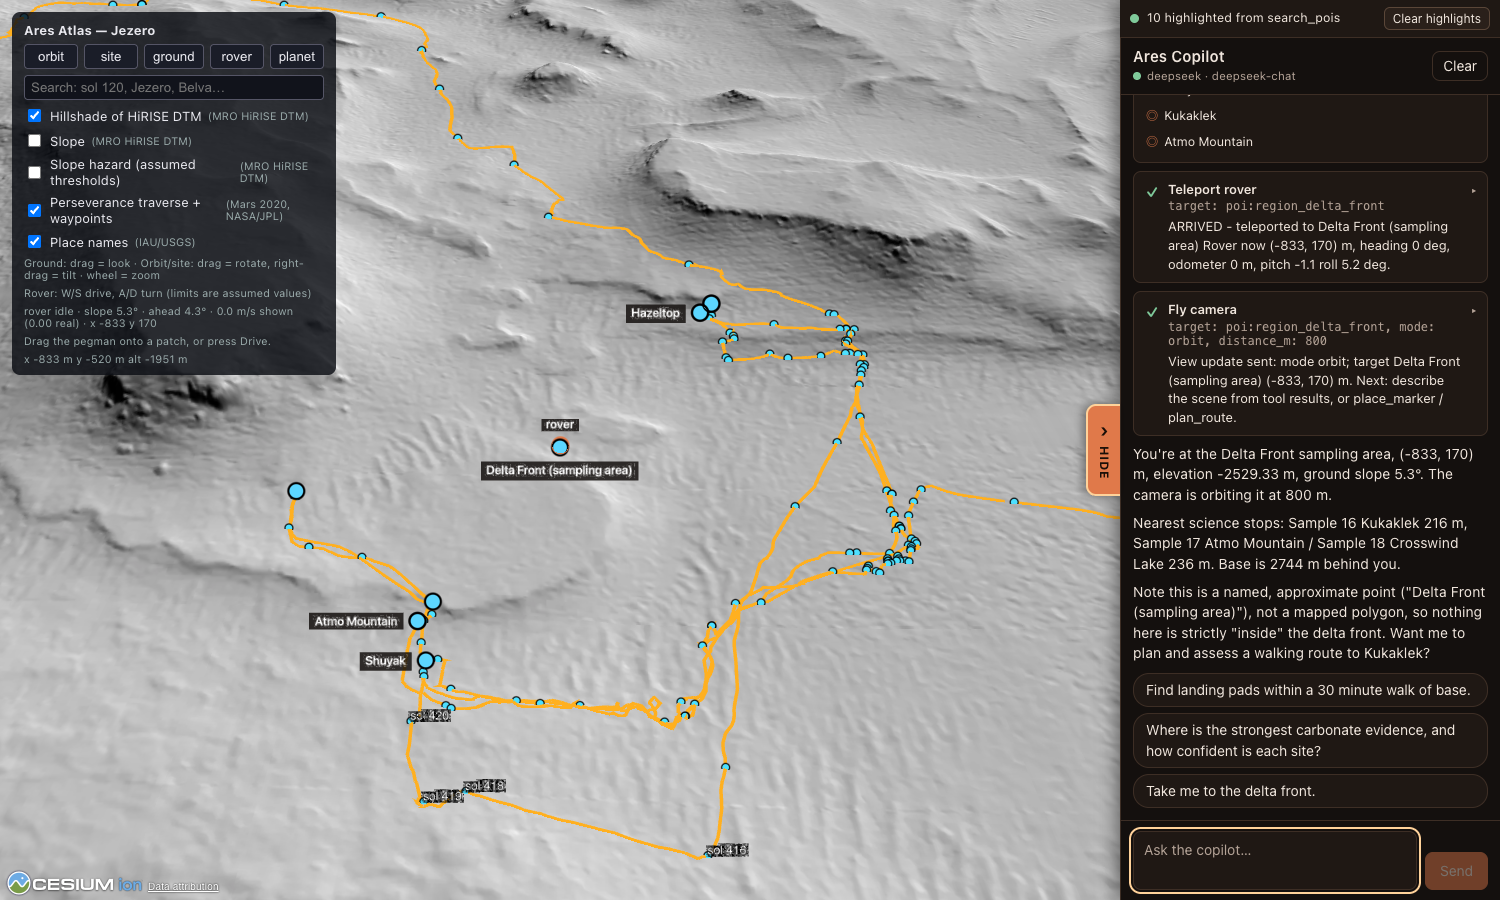 Ares Atlas — Jezero
orbit
site
ground
rover
planet
Search: sol 120, Jezero, Belva…
Hillshade of HiRISE DTM (MRO HiRISE DTM)
Slope (MRO HiRISE DTM)
Slope hazard (assumed thresholds)
(MRO HiRISE DTM)
Perseverance traverse + waypoints
(Mars 2020, NASA/JPL)
Place names (IAU/USGS)
Ground: drag = look · Orbit/site: drag = rotate, right-
drag = tilt · wheel = zoom
Rover: W/S drive, A/D turn (limits are assumed values)
rover idle · slope 5.3° · ahead 4.3° · 0.0 m/s shown
(0.00 real) · x -833 y 170
Drag the pegman onto a patch, or press Drive.
x -833 m y -520 m alt -1951 m
Hazeltop
rover
Delta Front (sampling area)
Atmo Mountain
Shuyak
sol 420
sol 419
sol 418
sol 416
CESIUM ion
Data attribution
› HIDE
10 highlighted from search_pois
Clear highlights
Ares Copilot
deepseek · deepseek-chat
Clear
Kukaklek
Atmo Mountain
Teleport rover
target: poi:region_delta_front
ARRIVED - teleported to Delta Front (sampling
area) Rover now (-833, 170) m, heading 0 deg,
odometer 0 m, pitch -1.1 roll 5.2 deg.
Fly camera
target: poi:region_delta_front, mode:
orbit, distance_m: 800
View update sent: mode orbit; target Delta Front
(sampling area) (-833, 170) m. Next: describe
the scene from tool results, or place_marker /
plan_route.
You're at the Delta Front sampling area, (-833, 170)
m, elevation -2529.33 m, ground slope 5.3°. The
camera is orbiting it at 800 m.
Nearest science stops: Sample 16 Kukaklek 216 m,
Sample 17 Atmo Mountain / Sample 18 Crosswind
Lake 236 m. Base is 2744 m behind you.
Note this is a named, approximate point ("Delta Front
(sampling area)"), not a mapped polygon, so nothing
here is strictly "inside" the delta front. Want me to
plan and assess a walking route to Kukaklek?
Find landing pads within a 30 minute walk of base.
Where is the strongest carbonate evidence, and
how confident is each site?
Take me to the delta front.
Ask the copilot…
Send